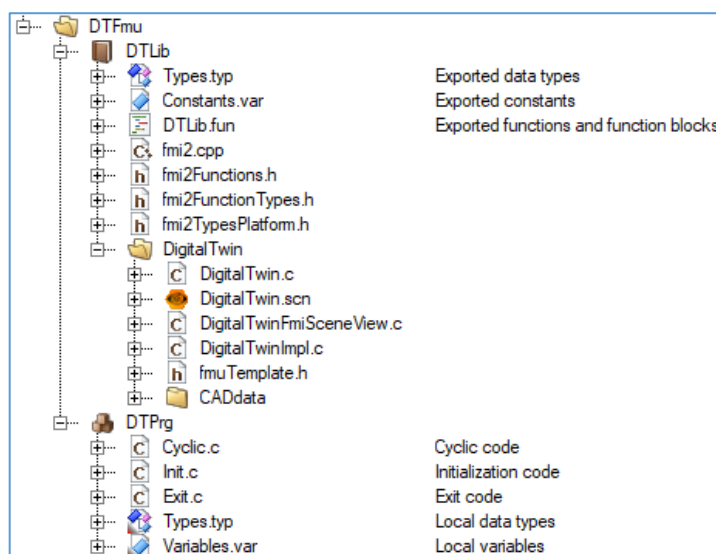 DTFmu
DTLib
Types.typ Exported data types
Constants.var Exported constants
DTLib.fun Exported functions and function blocks
fmi2.cpp
fmi2Functions.h
fmi2FunctionTypes.h
fmi2TypesPlatform.h
DigitalTwin
DigitalTwin.c
DigitalTwin.scn
DigitalTwinFmiSceneView.c
DigitalTwinImpl.c
fmuTemplate.h
CADdata
DTPrg
Cyclic.c Cyclic code
Init.c Initialization code
Exit.c Exit code
Types.typ Local data types
Variables.var Local variables